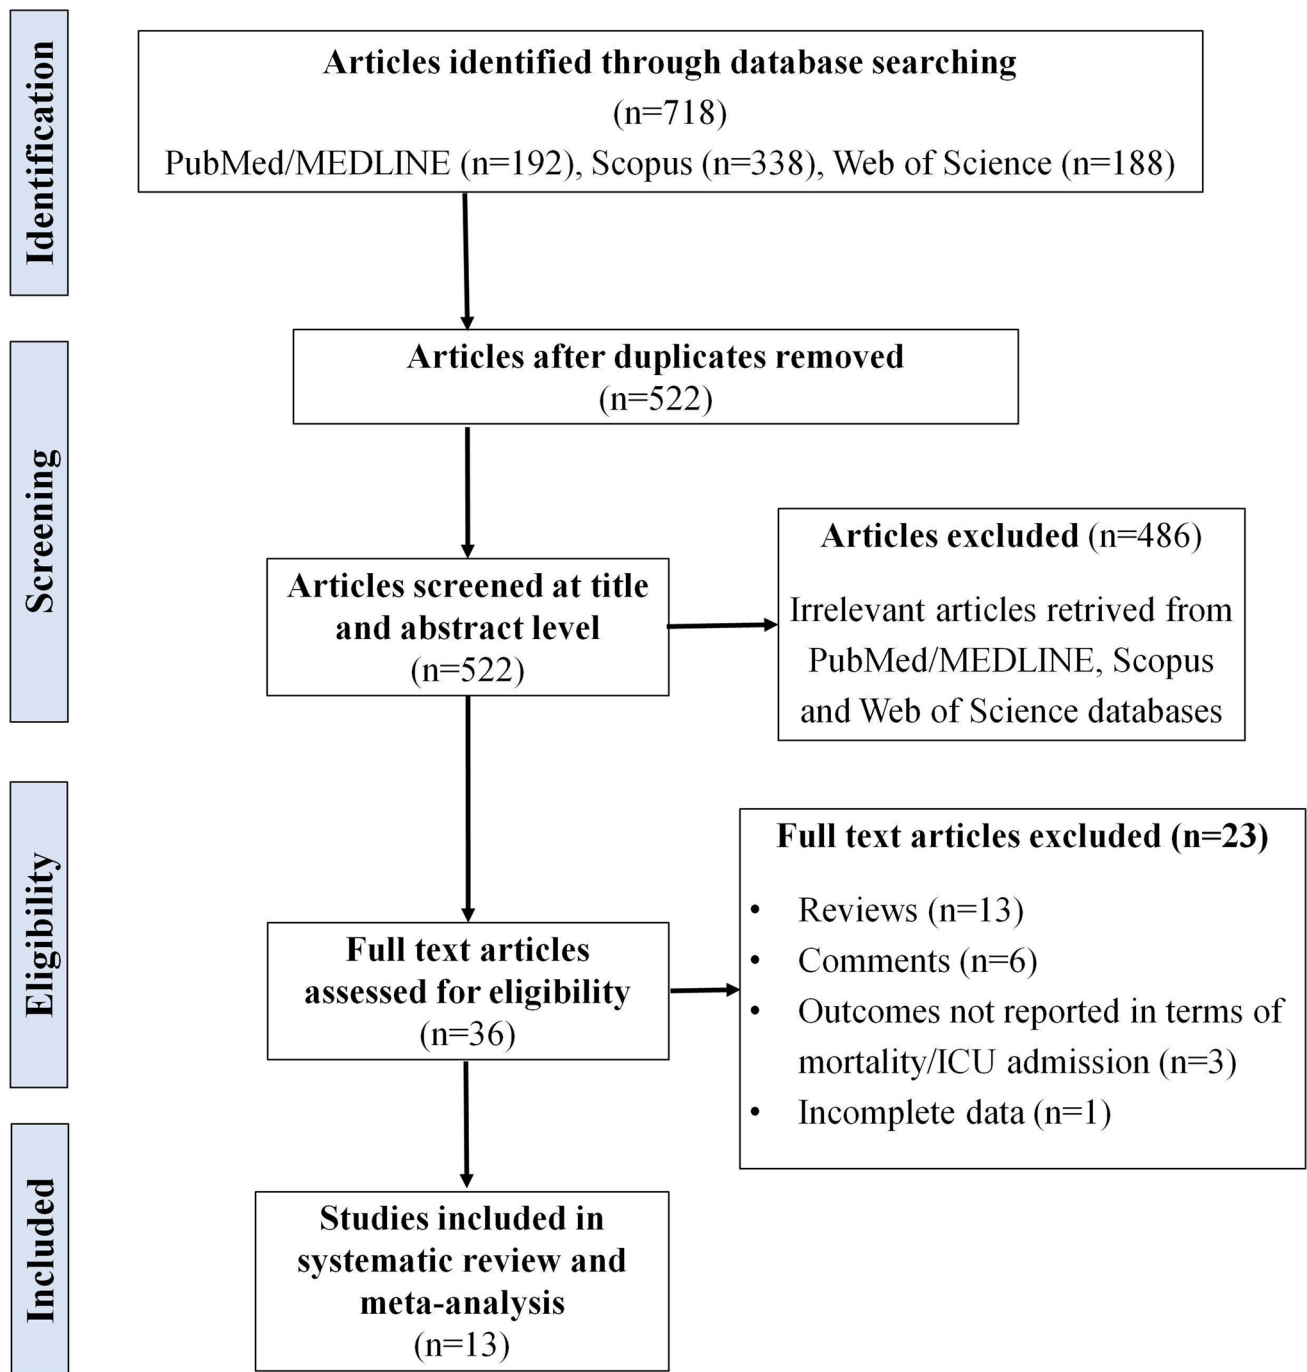 Identification
Articles identified through database searching
(n=718)
PubMed/MEDLINE (n=192), Scopus (n=338), Web of Science (n=188)
Screening
Articles after duplicates removed
(n=522)
Articles screened at title
and abstract level
(n=522)
Articles excluded (n=486)
Irrelevant articles retrived from
PubMed/MEDLINE, Scopus
and Web of Science databases
Eligibility
Full text articles
assessed for eligibility
(n=36)
Full text articles excluded (n=23)
• Reviews (n=13)
• Comments (n=6)
• Outcomes not reported in terms of
mortality/ICU admission (n=3)
• Incomplete data (n=1)
Included
Studies included in
systematic review and
meta-analysis
(n=13)